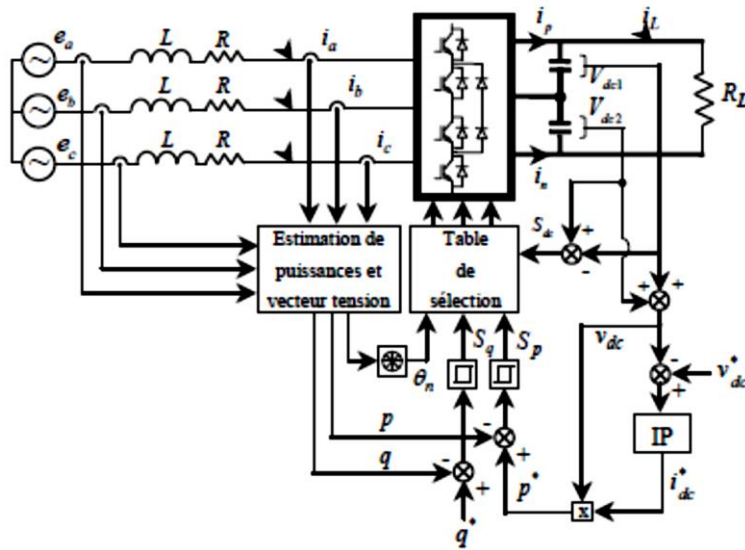 e_a L R i_a
e_b L R i_b
e_c L R i_c
i_p i_L
V_dc1
V_dc2
R_L
i_n
Estimation de
puissances et
vecteur tension
Table
de
sélection
S_dc + -
+ +
θ_n S_q S_p
v_dc - v*_dc
+
IP
p - +
q - +
p* x i*_dc
q*